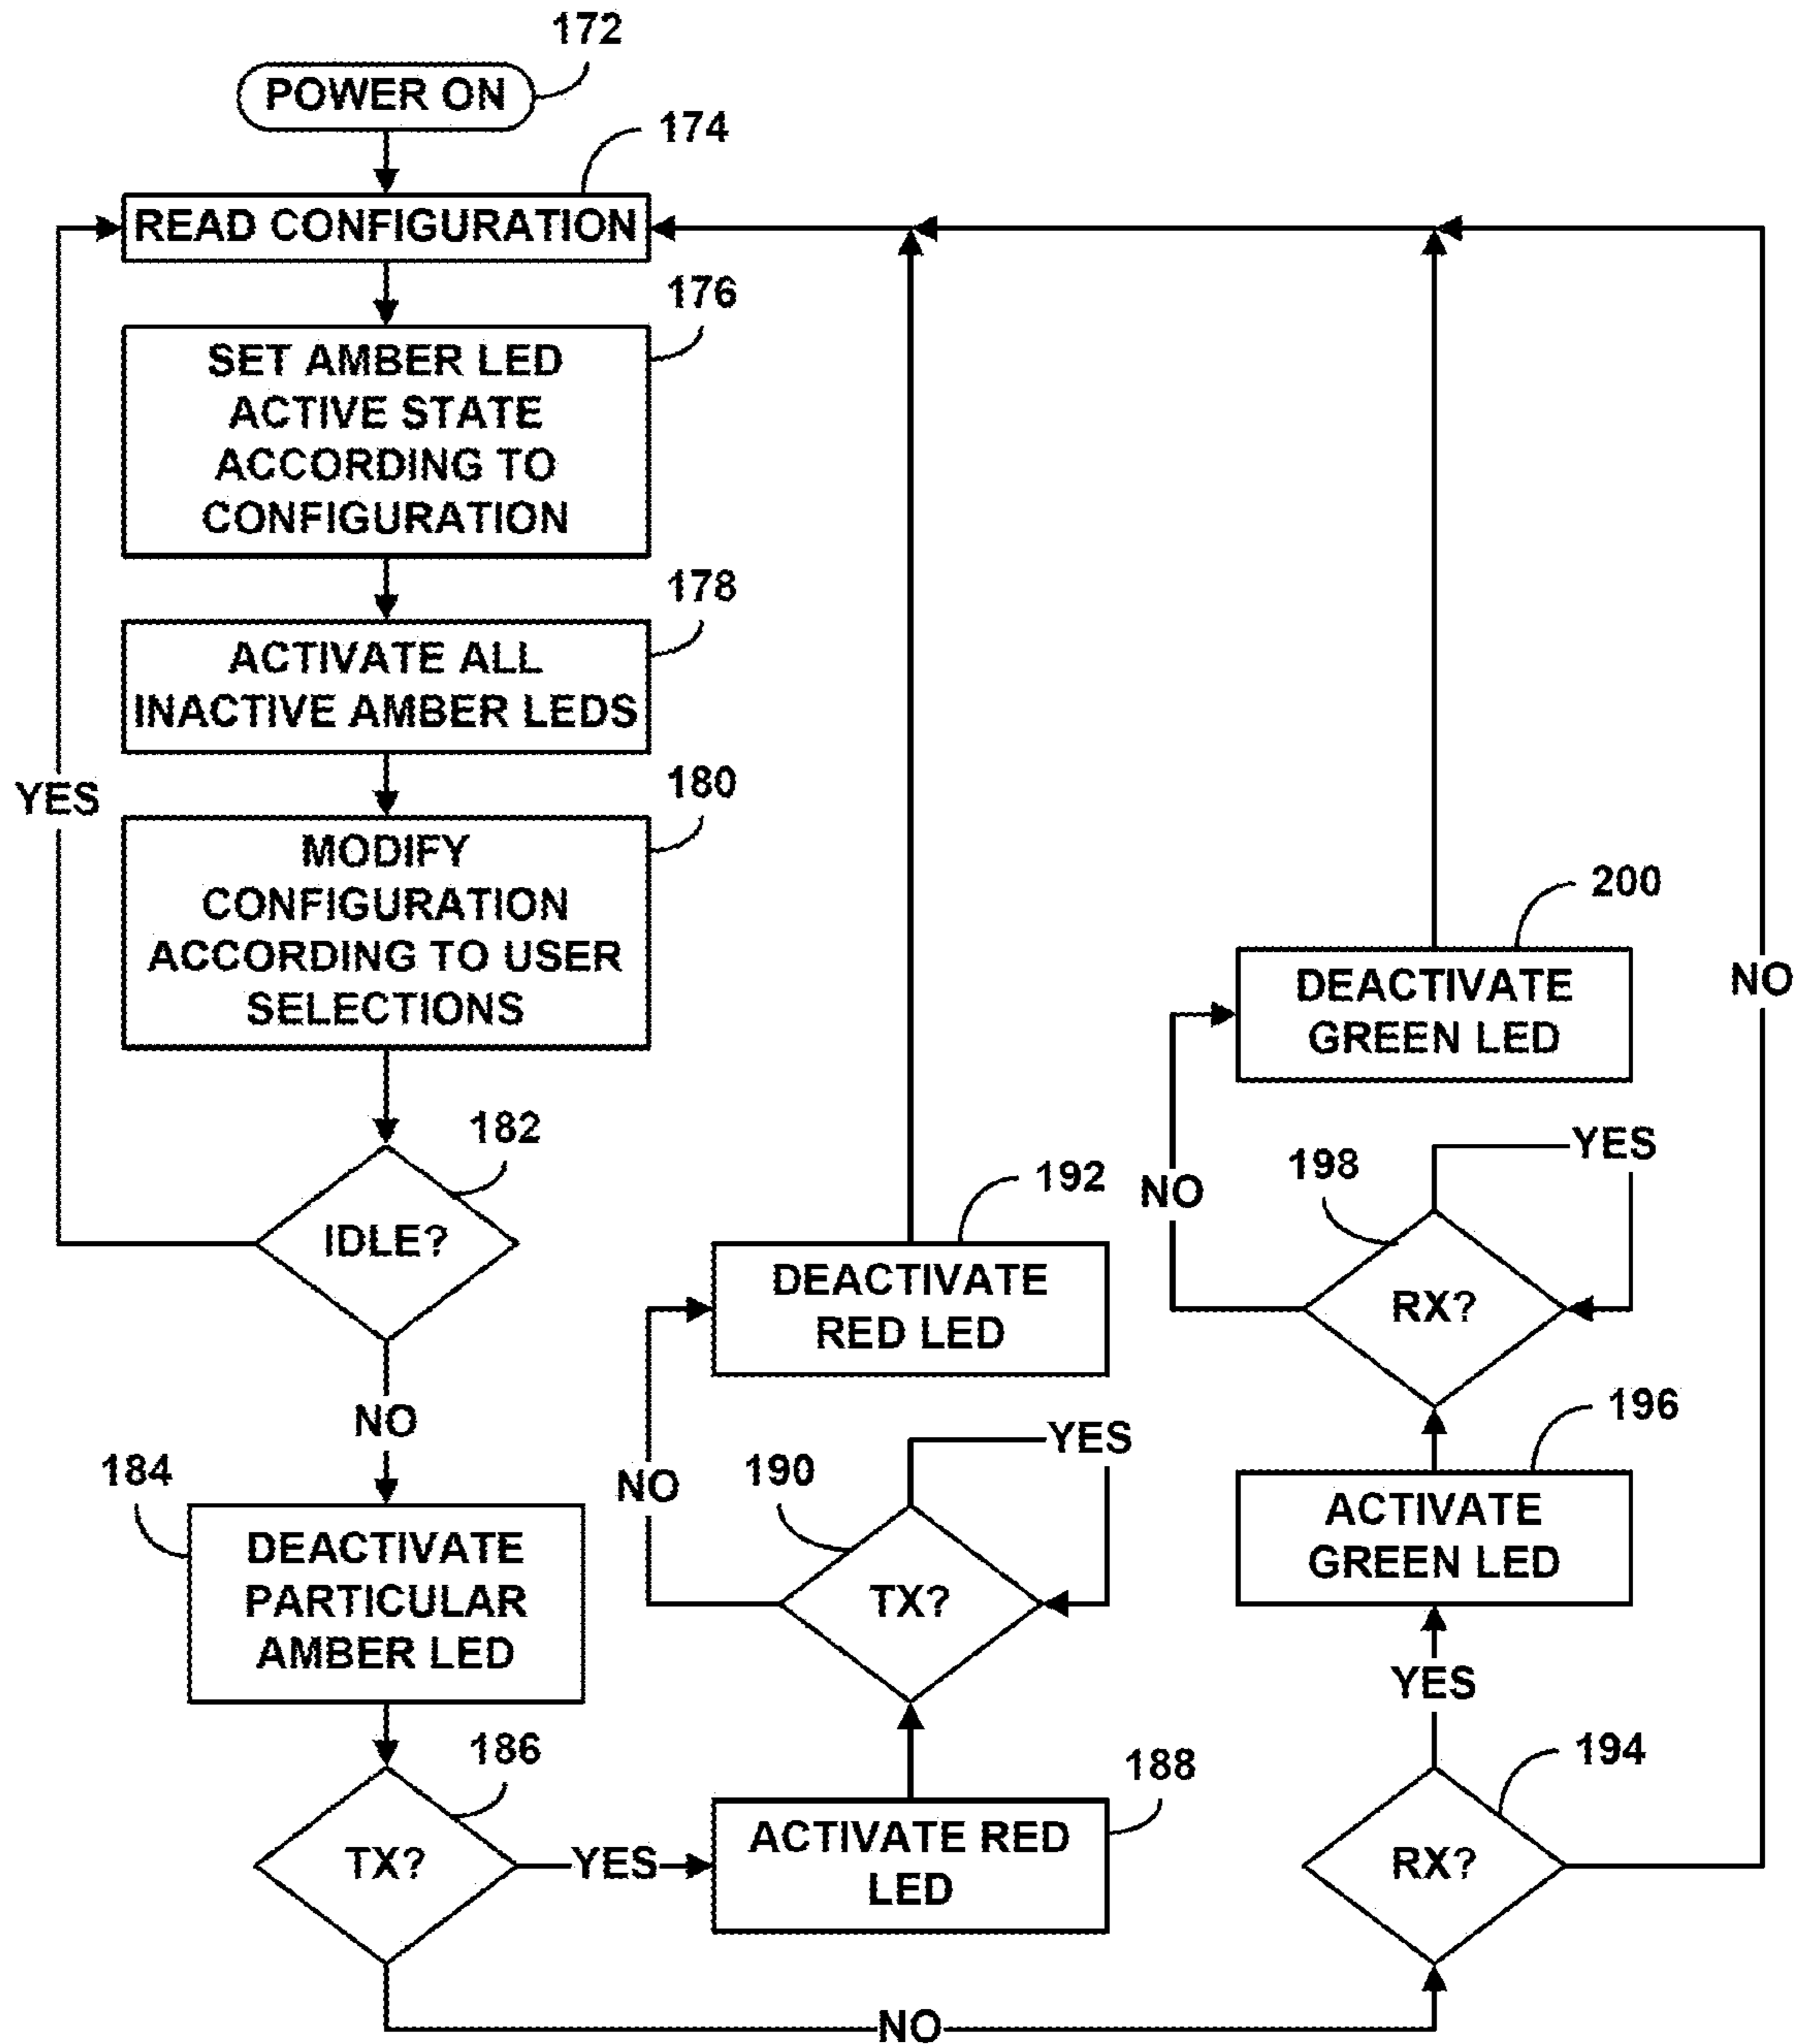 172
POWER ON
174
READ CONFIGURATION
176
SET AMBER LED
ACTIVE STATE
ACCORDING TO
CONFIGURATION
178
ACTIVATE ALL
INACTIVE AMBER LEDS
180
YES
MODIFY
CONFIGURATION
ACCORDING TO USER
SELECTIONS
182
IDLE?
NO
184
DEACTIVATE
PARTICULAR
AMBER LED
186
TX?
YES
188
ACTIVATE RED
LED
190
TX?
YES
NO
192
DEACTIVATE
RED LED
NO
194
RX?
YES
NO
196
ACTIVATE
GREEN LED
198
RX?
YES
NO
200
DEACTIVATE
GREEN LED